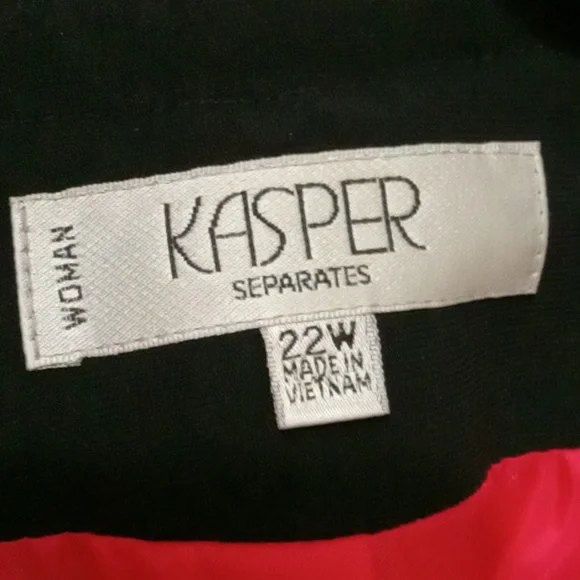 WOMAN
KASPER
SEPARATES
22W
MADE IN
VIETNAM